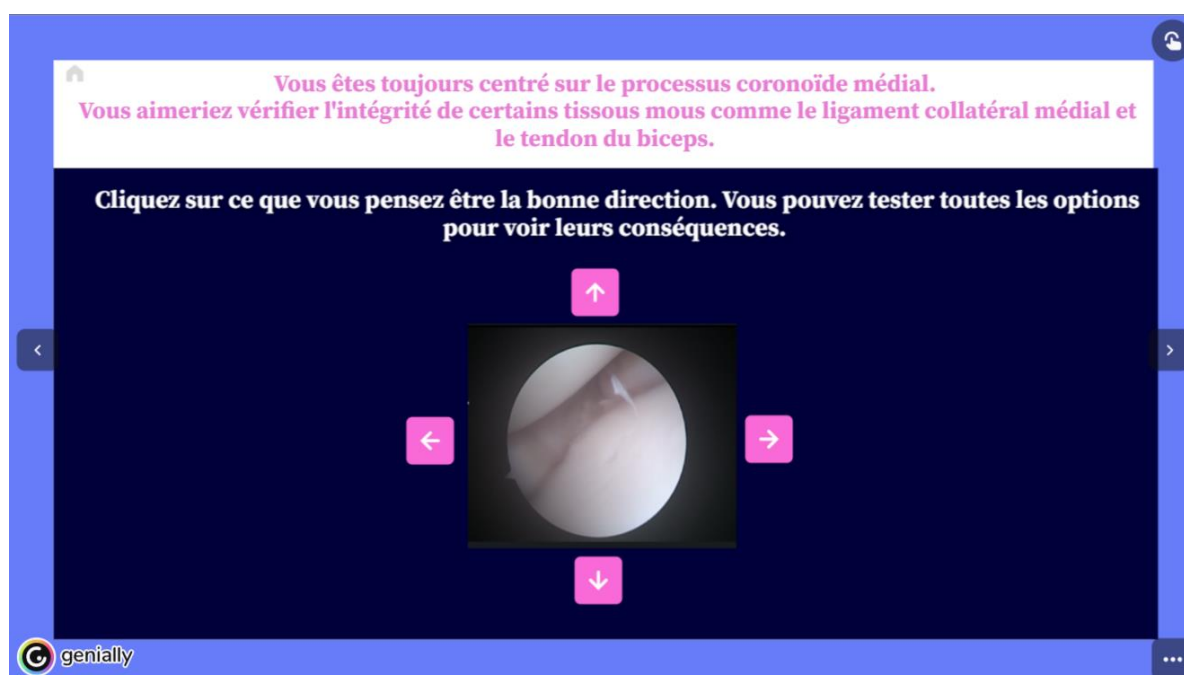 Vous êtes toujours centré sur le processus coronoïde médial.
Vous aimeriez vérifier l'intégrité de certains tissous mous comme le ligament collatéral médial et
le tendon du biceps.
Cliquez sur ce que vous pensez être la bonne direction. Vous pouvez tester toutes les options
pour voir leurs conséquences.
genially